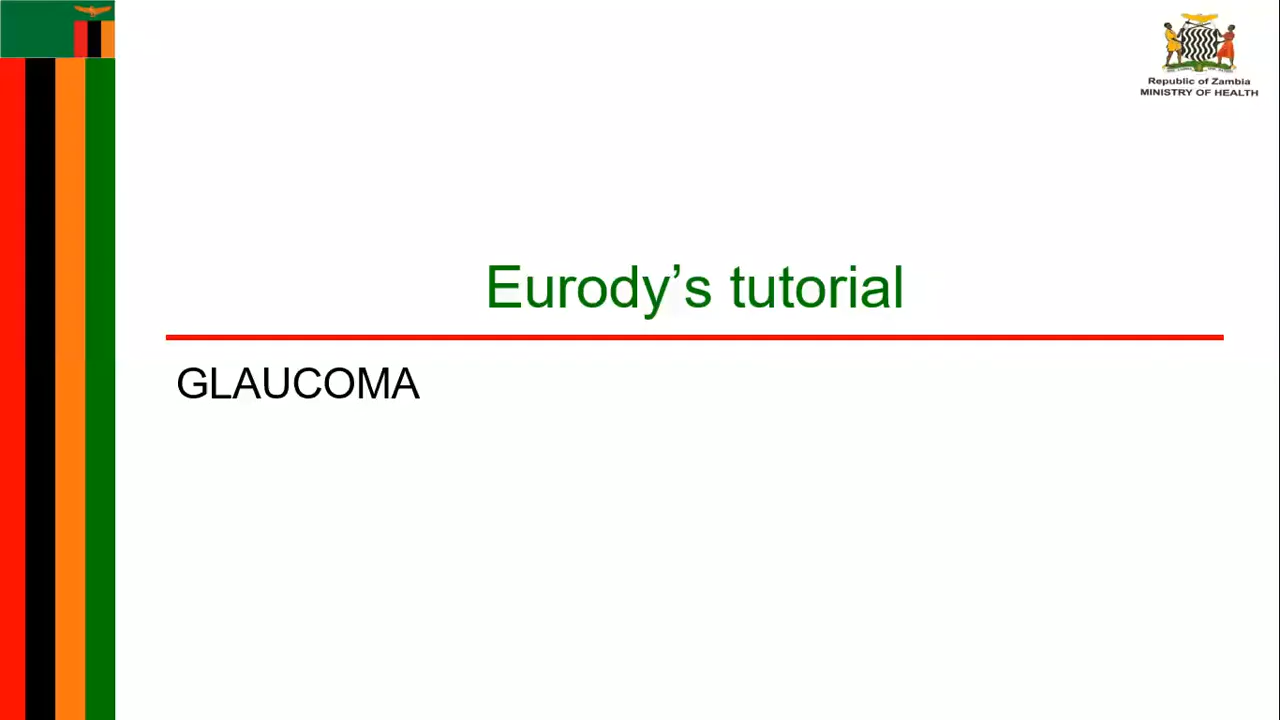 Republic of Zambia
MINISTRY OF HEALTH
Eurody’s tutorial
GLAUCOMA